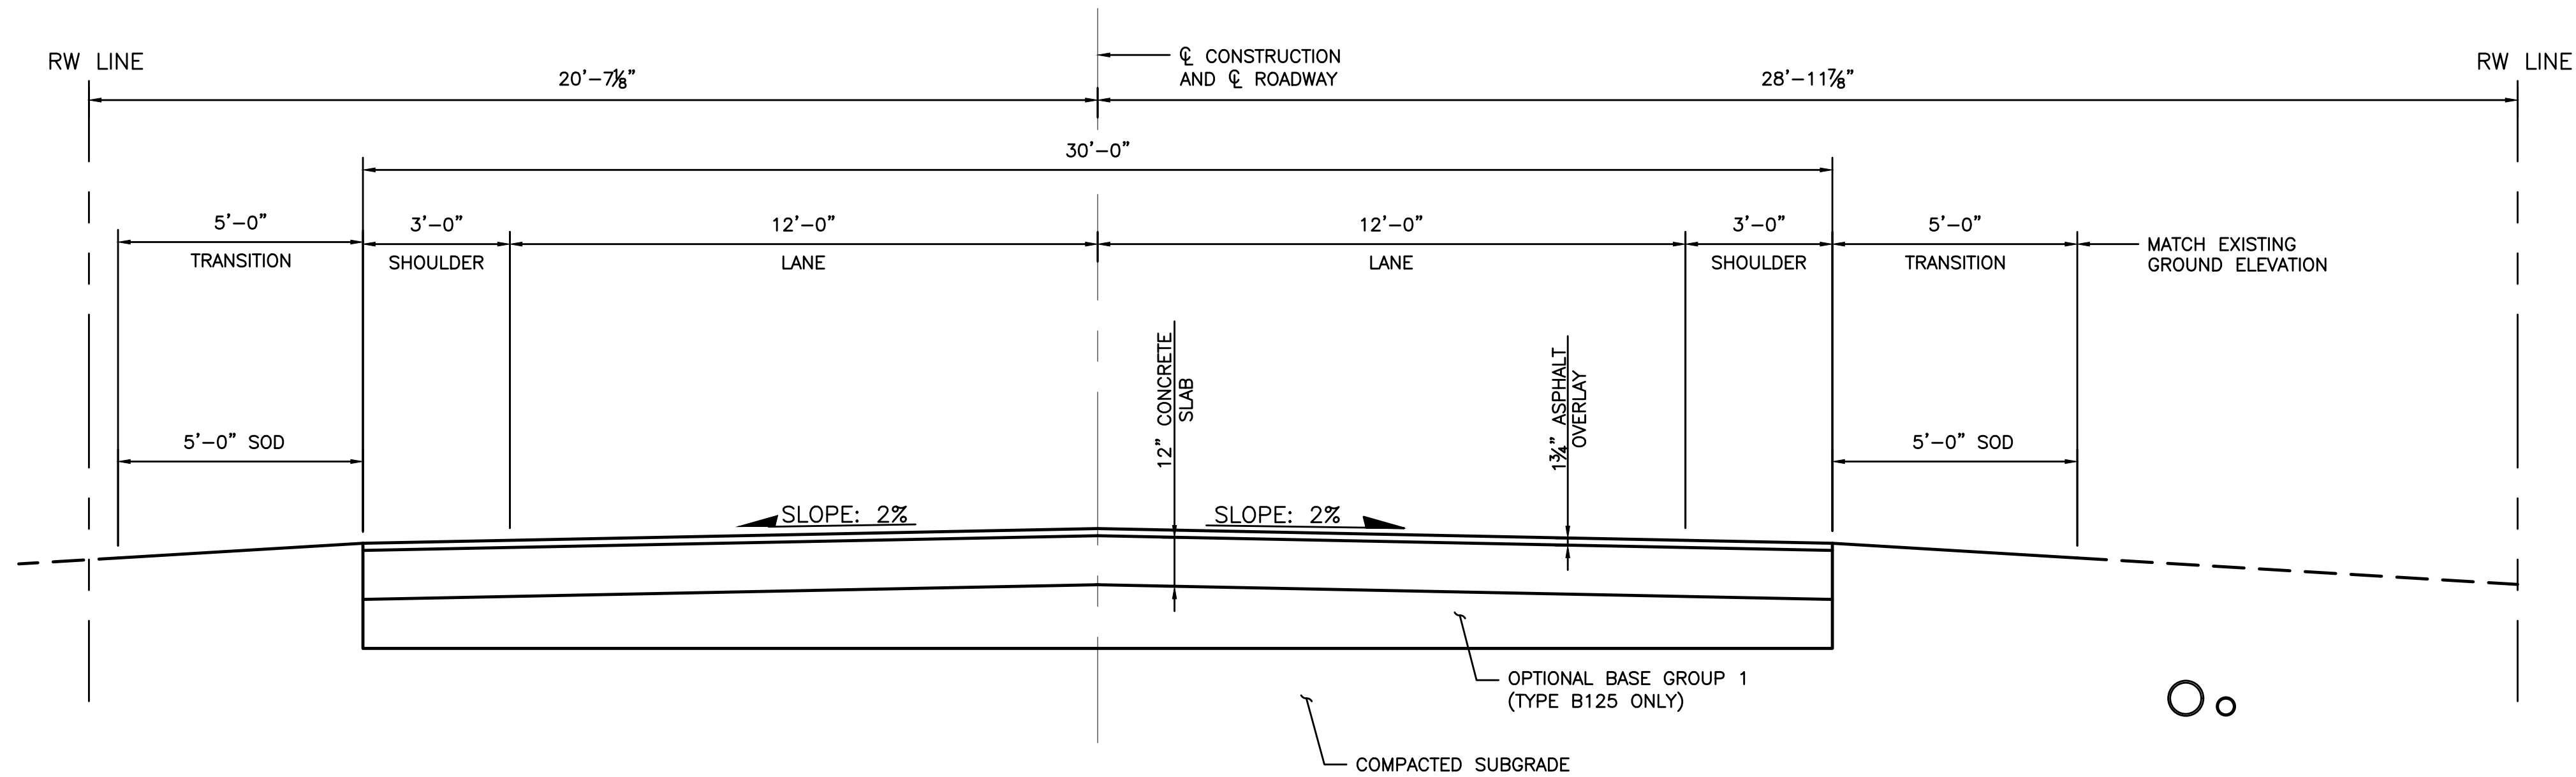 RW LINE
20'-7⅛"
℄ CONSTRUCTION
AND ℄ ROADWAY
28'-11⅞"
RW LINE
30'-0"
5'-0"
TRANSITION
3'-0"
SHOULDER
12'-0"
LANE
12'-0"
LANE
3'-0"
SHOULDER
5'-0"
TRANSITION
MATCH EXISTING
GROUND ELEVATION
12" CONCRETE
SLAB
1¾" ASPHALT
OVERLAY
5'-0" SOD
5'-0" SOD
SLOPE: 2%
SLOPE: 2%
OPTIONAL BASE GROUP 1
(TYPE B125 ONLY)
COMPACTED SUBGRADE